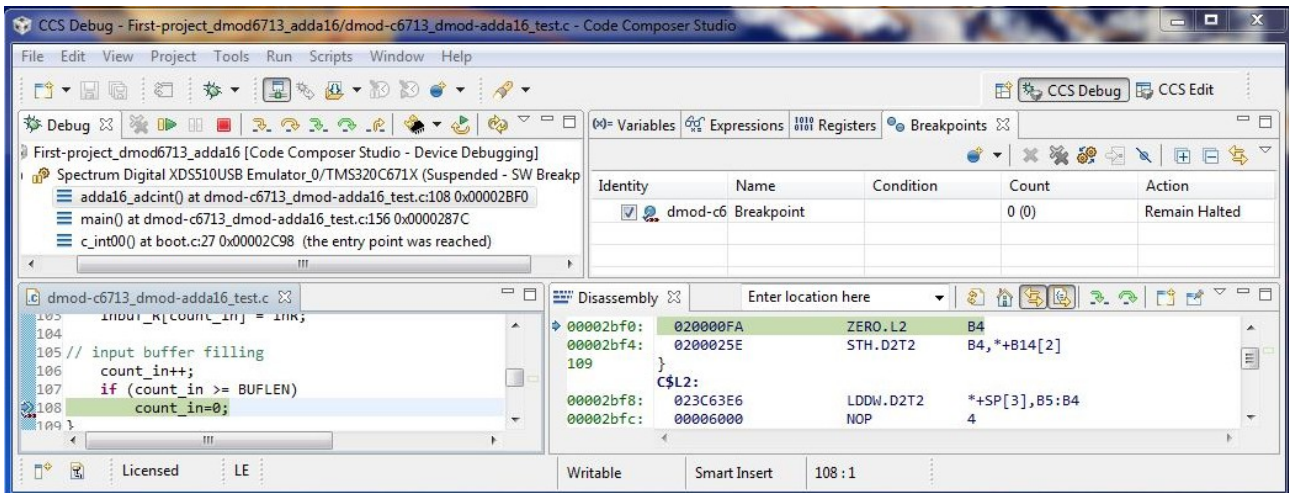 CCS Debug - First-project_dmod6713_adda16/dmod-c6713_dmod-adda16_test.c - Code Composer Studio
File Edit View Project Tools Run Scripts Window Help
CCS Debug CCS Edit
Debug
First-project_dmod6713_adda16 [Code Composer Studio - Device Debugging]
Spectrum Digital XDS510USB Emulator_0/TMS320C671X (Suspended - SW Breakp
adda16_adcint() at dmod-c6713_dmod-adda16_test.c:108 0x00002BF0
main() at dmod-c6713_dmod-adda16_test.c:156 0x0000287C
c_int00() at boot.c:27 0x00002C98 (the entry point was reached)
(x)= Variables Expressions 1010 Registers Breakpoints
Identity Name Condition Count Action
dmod-c6 Breakpoint 0 (0) Remain Halted
dmod-c6713_dmod-adda16_test.c
105 inbuf_R[count_in] = inR;
104
105 // input buffer filling
106 count_in++;
107 if (count_in >= BUFLEN)
108 count_in=0;
109 }
Disassembly Enter location here
00002bf0: 020000FA ZERO.L2 B4
00002bf4: 0200025E STH.D2T2 B4,*+B14[2]
109 }
C$L2:
00002bf8: 023C63E6 LDDW.D2T2 *+SP[3],B5:B4
00002bfc: 00006000 NOP 4
Licensed LE Writable Smart Insert 108 : 1